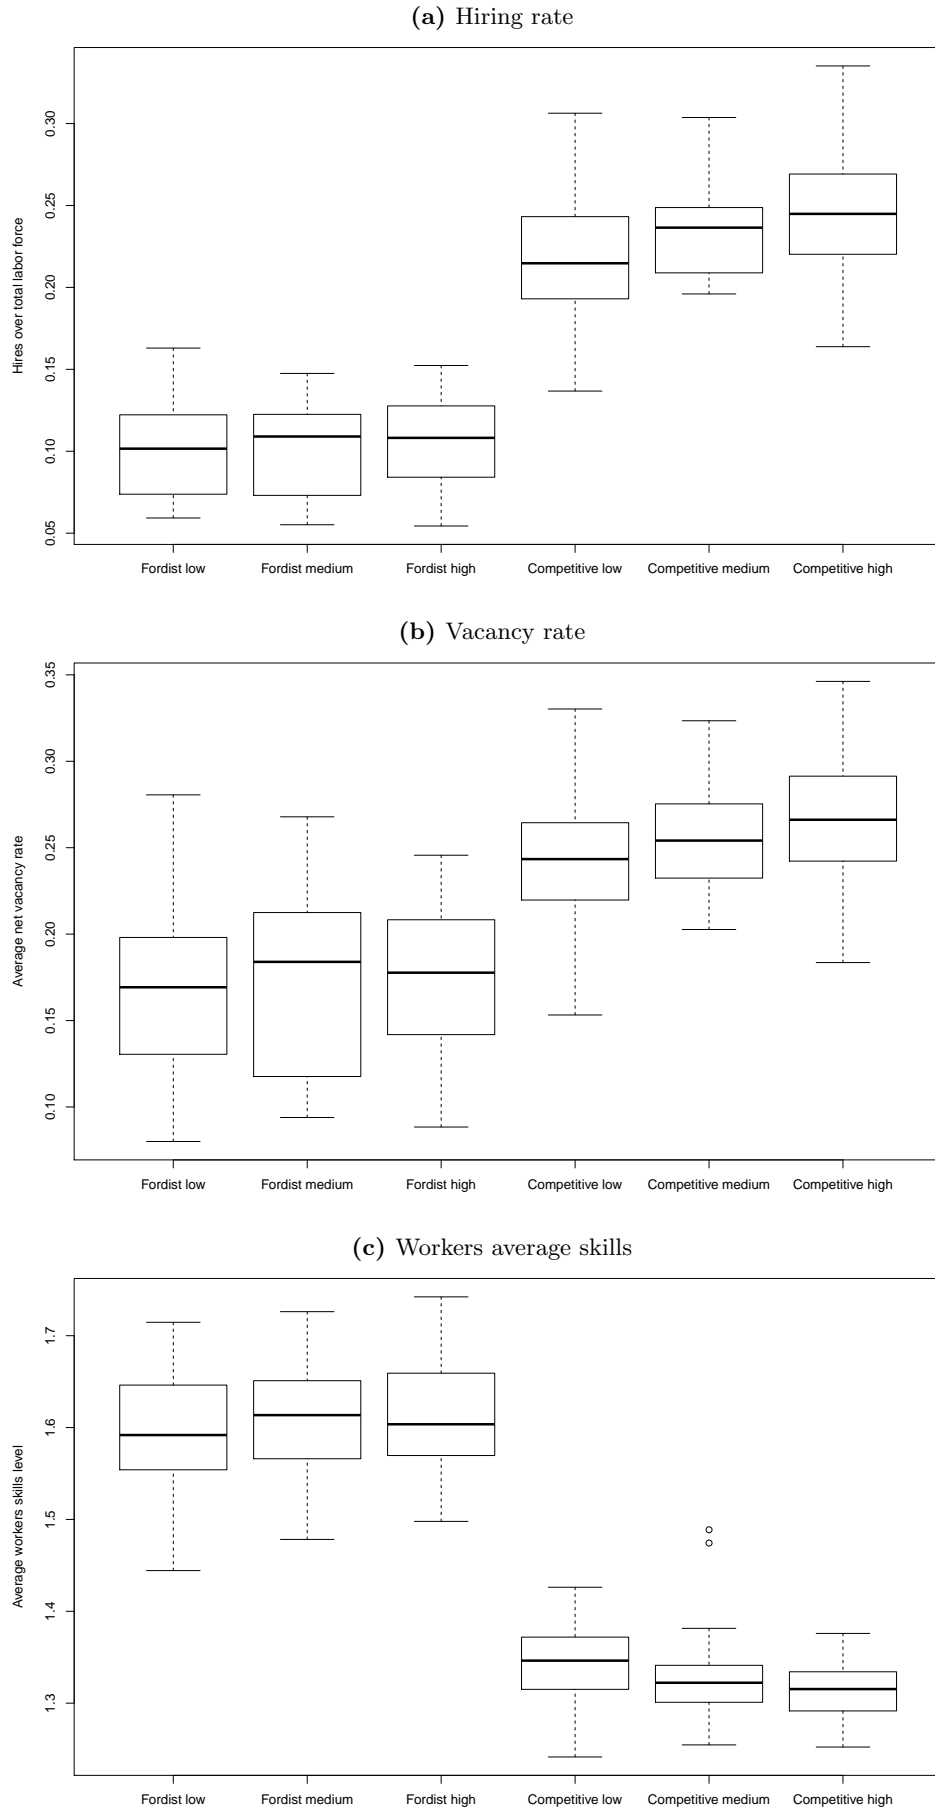 (a) Hiring rate
Hires over total labor force
0.30
0.25
0.20
0.15
0.10
0.05
Fordist low Fordist medium Fordist high Competitive low Competitive medium Competitive high
(b) Vacancy rate
Average net vacancy rate
0.35
0.30
0.25
0.20
0.15
0.10
Fordist low Fordist medium Fordist high Competitive low Competitive medium Competitive high
(c) Workers average skills
Average workers skills level
1.7
1.6
1.5
1.4
1.3
Fordist low Fordist medium Fordist high Competitive low Competitive medium Competitive high